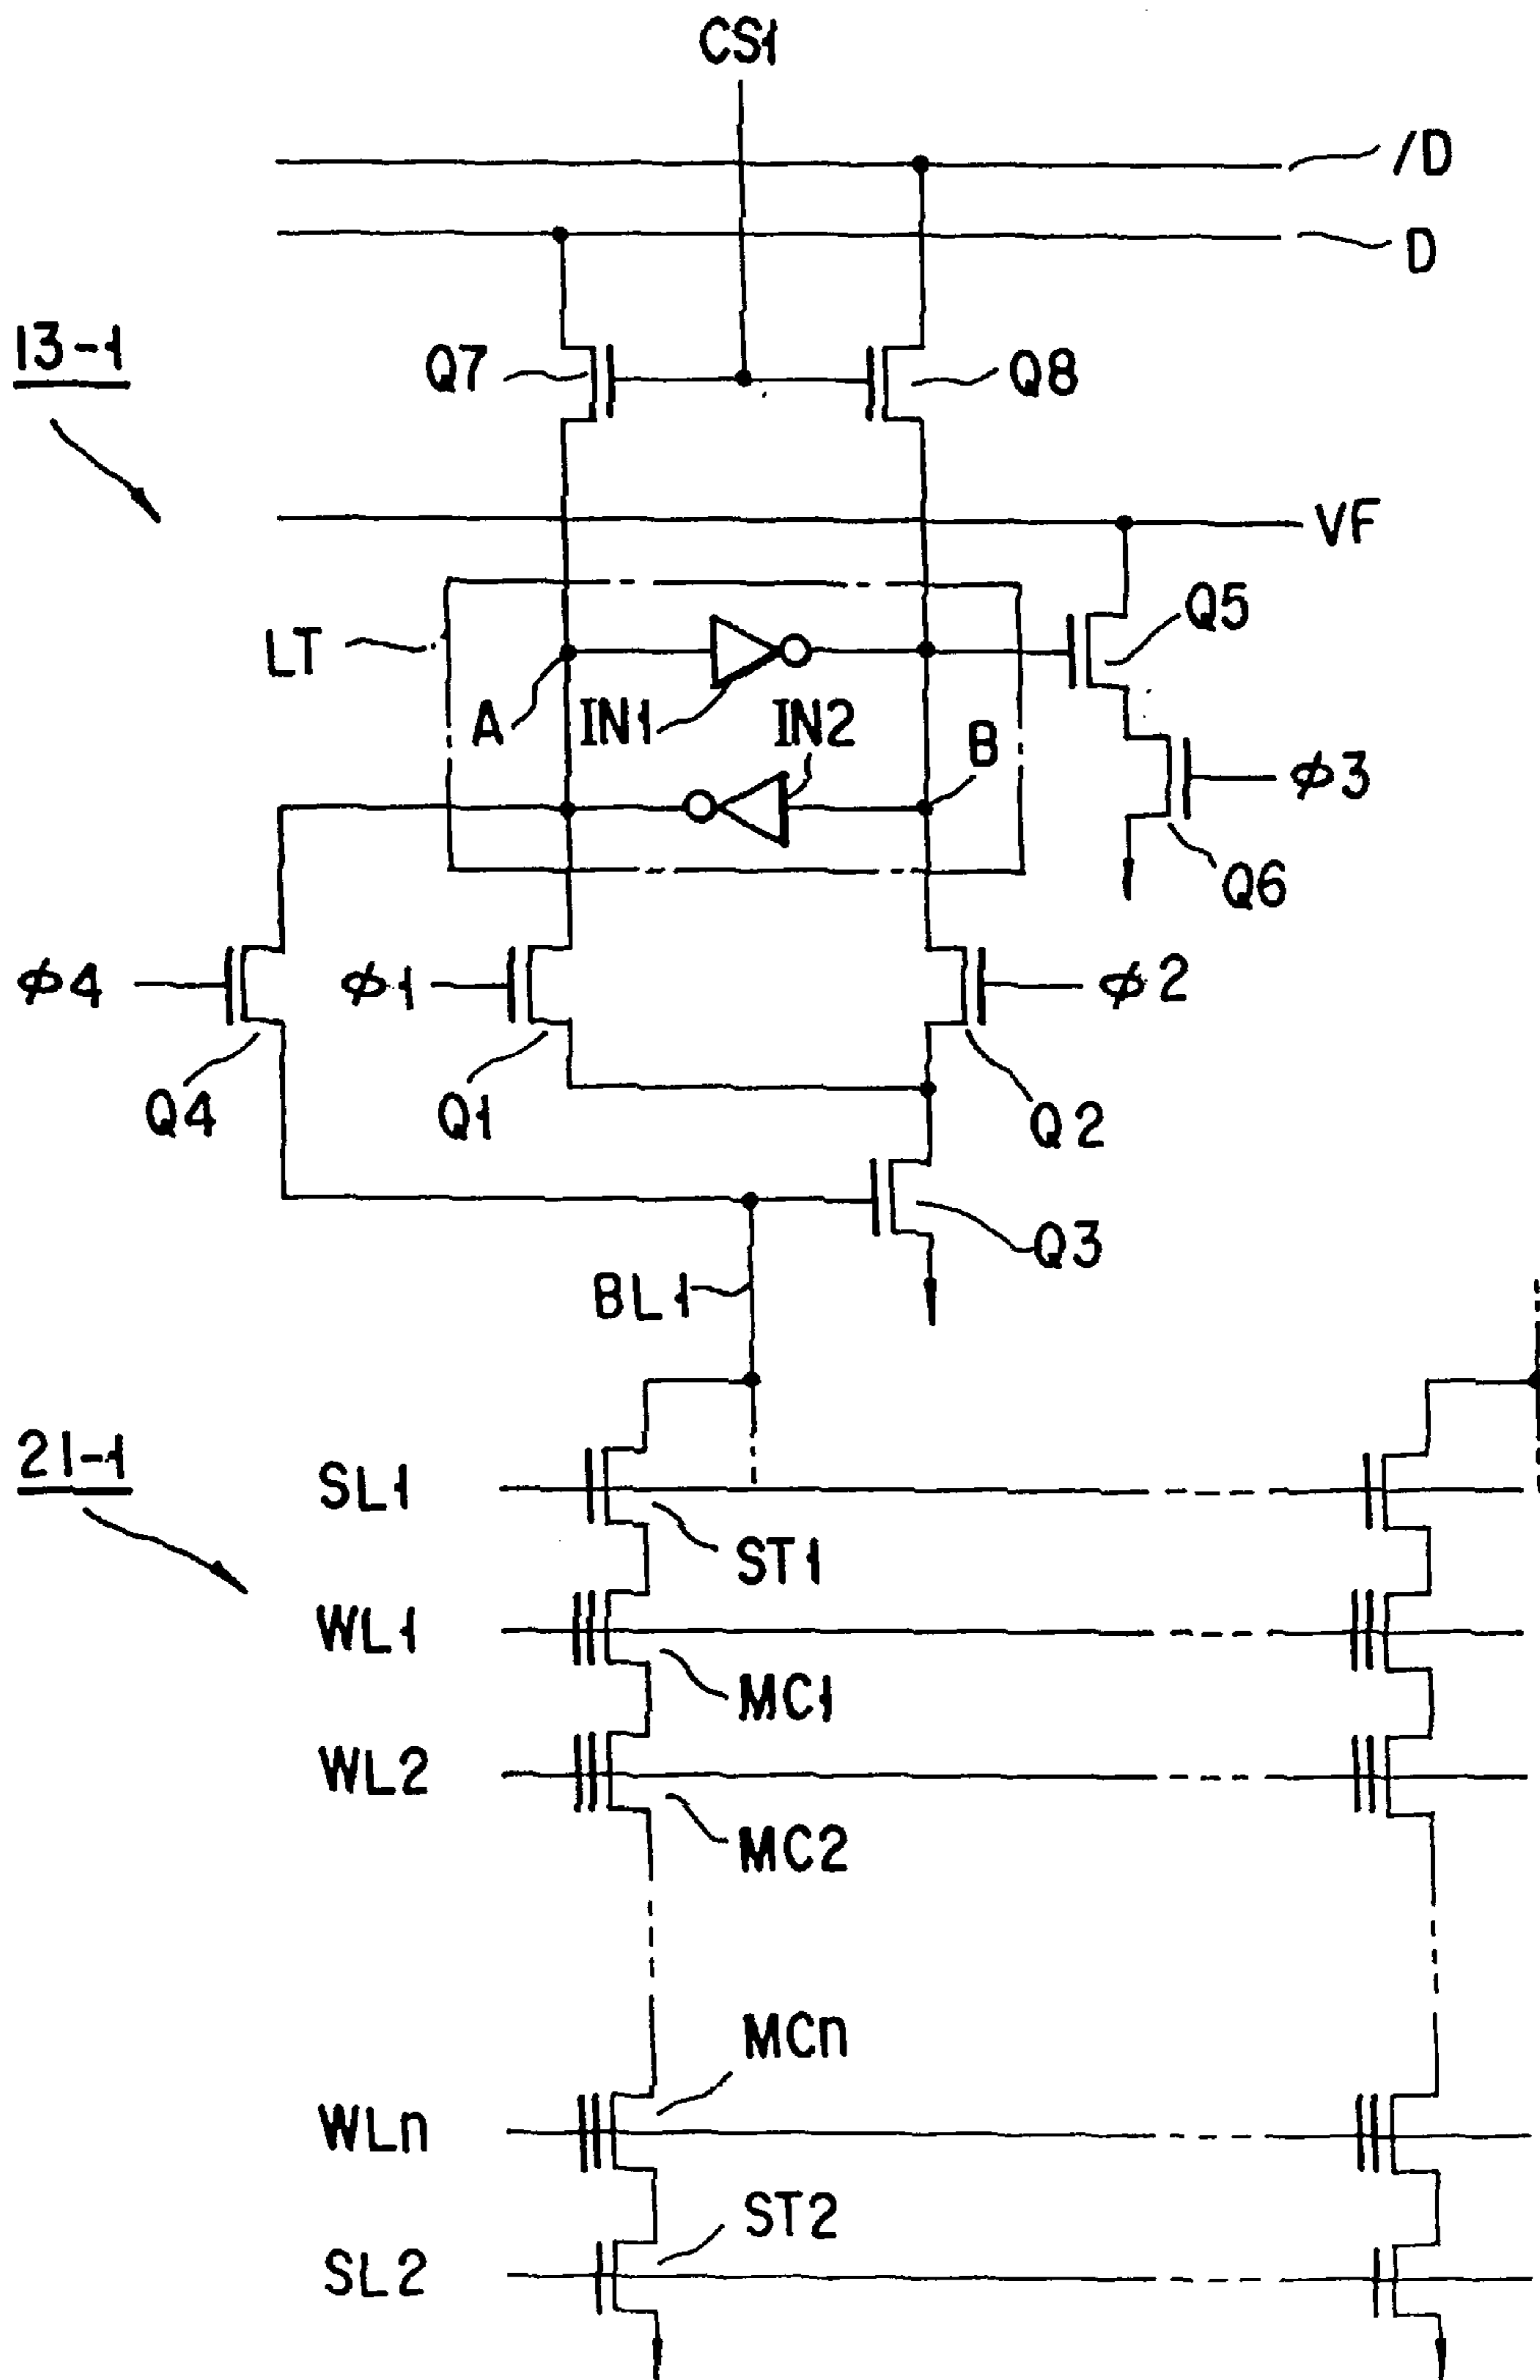 CS1
/D
D
13-1
Q7
Q8
VF
LT
Q5
A
IN1
IN2
B
φ3
Q6
φ4
φ1
φ2
Q4
Q1
Q2
Q3
BL1
21-1
SL1
ST1
WL1
MC1
WL2
MC2
MCn
WLn
ST2
SL2